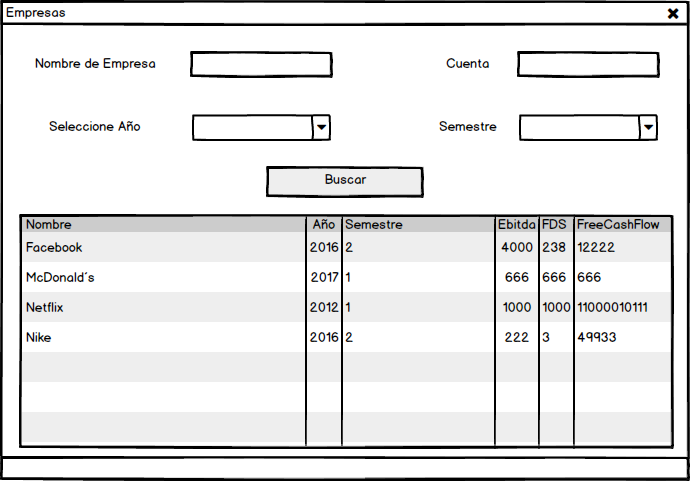 Empresas
Nombre de Empresa Cuenta
Seleccione Año Semestre
Buscar
Nombre Año Semestre Ebitda FDS FreeCashFlow
Facebook 2016 2 4000 238 12222
McDonald´s 2017 1 666 666 666
Netflix 2012 1 1000 1000 11000010111
Nike 2016 2 222 3 49933